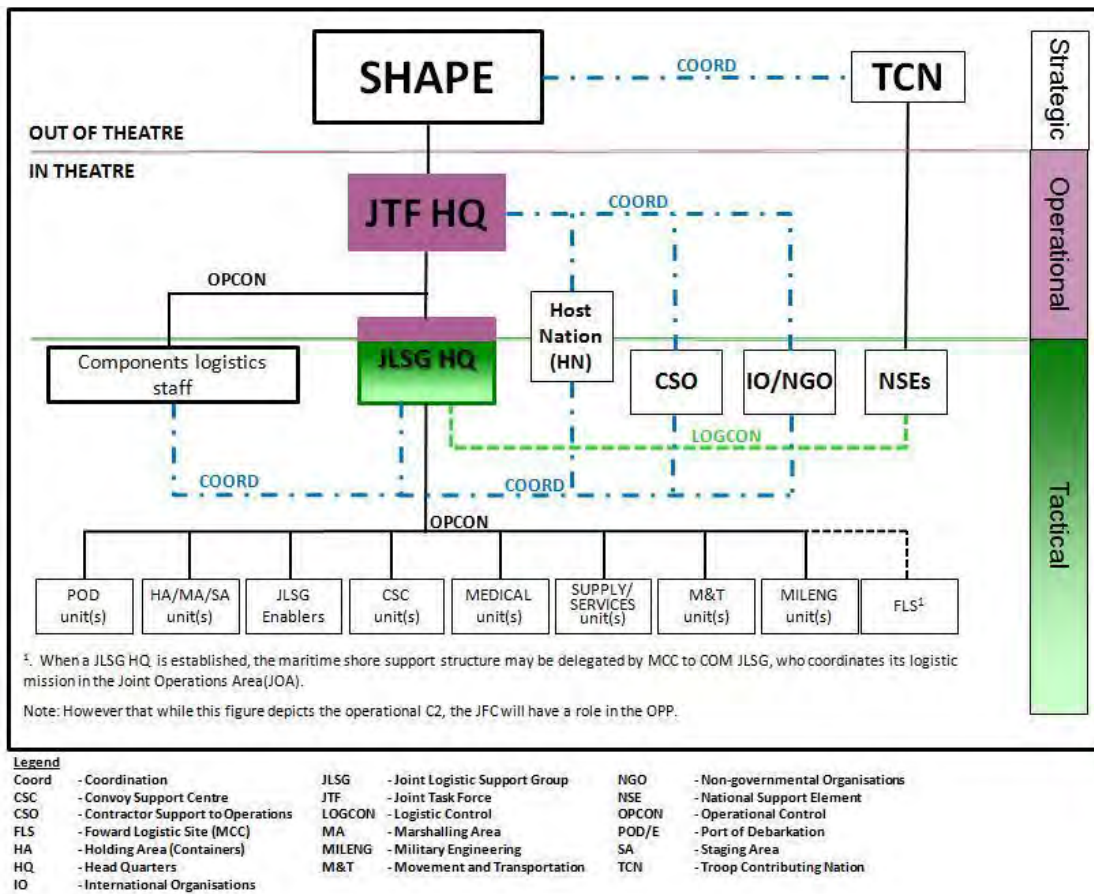 SHAPE
COORD
TCN
Strategic
OUT OF THEATRE
IN THEATRE
JTF HQ
COORD
Operational
OPCON
Host
Nation
(HN)
Components logistics
staff
JLSG HQ
CSO
IO/NGO
NSEs
LOGCON
COORD
COORD
Tactical
OPCON
POD
unit(s)
HA/MA/SA
unit(s)
JLSG
Enablers
CSC
unit(s)
MEDICAL
unit(s)
SUPPLY/
SERVICES
unit(s)
M&T
unit(s)
MILENG
unit(s)
FLS¹
¹. When a JLSG HQ is established, the maritime shore support structure may be delegated by MCC to COM JLSG, who coordinates its logistic
mission in the Joint Operations Area(JOA).
Note: However that while this figure depicts the operational C2, the JFC will have a role in the OPP.
Legend
Coord - Coordination
CSC - Convoy Support Centre
CSO - Contractor Support to Operations
FLS - Foward Logistic Site (MCC)
HA - Holding Area (Containers)
HQ - Head Quarters
IO - International Organisations
JLSG - Joint Logistic Support Group
JTF - Joint Task Force
LOGCON - Logistic Control
MA - Marshalling Area
MILENG - Military Engineering
M&T - Movement and Transportation
NGO - Non-governmental Organisations
NSE - National Support Element
OPCON - Operational Control
POD/E - Port of Debarkation
SA - Staging Area
TCN - Troop Contributing Nation